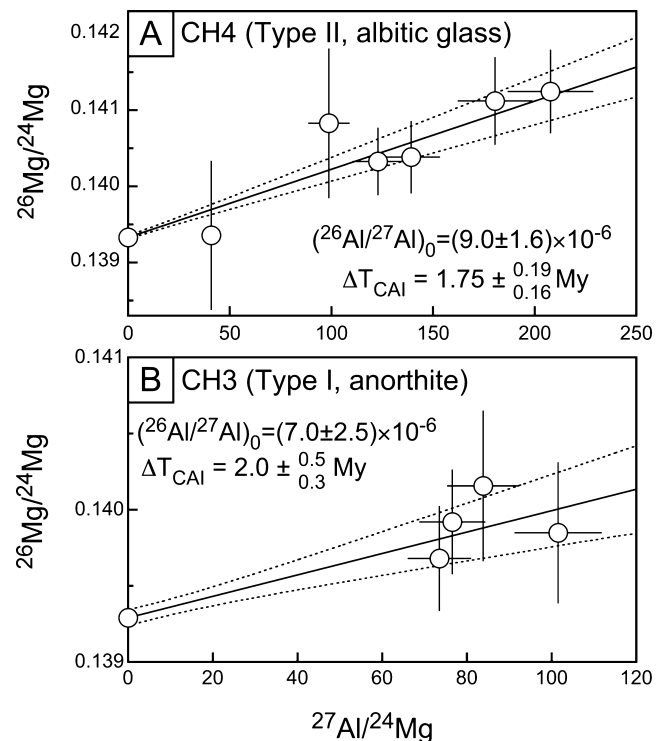 A CH4 (Type II, albitic glass)
0.142
0.141
0.140
0.139
²⁶Mg/²⁴Mg
(²⁶Al/²⁷Al)₀=(9.0±1.6)×10⁻⁶
ΔT_CAI = 1.75 ± 0.19 My
0.16
0 50 100 150 200 250
B CH3 (Type I, anorthite)
0.141
0.140
0.139
²⁶Mg/²⁴Mg
(²⁶Al/²⁷Al)₀=(7.0±2.5)×10⁻⁶
ΔT_CAI = 2.0 ± 0.5 My
0.3
0 20 40 60 80 100 120
²⁷Al/²⁴Mg